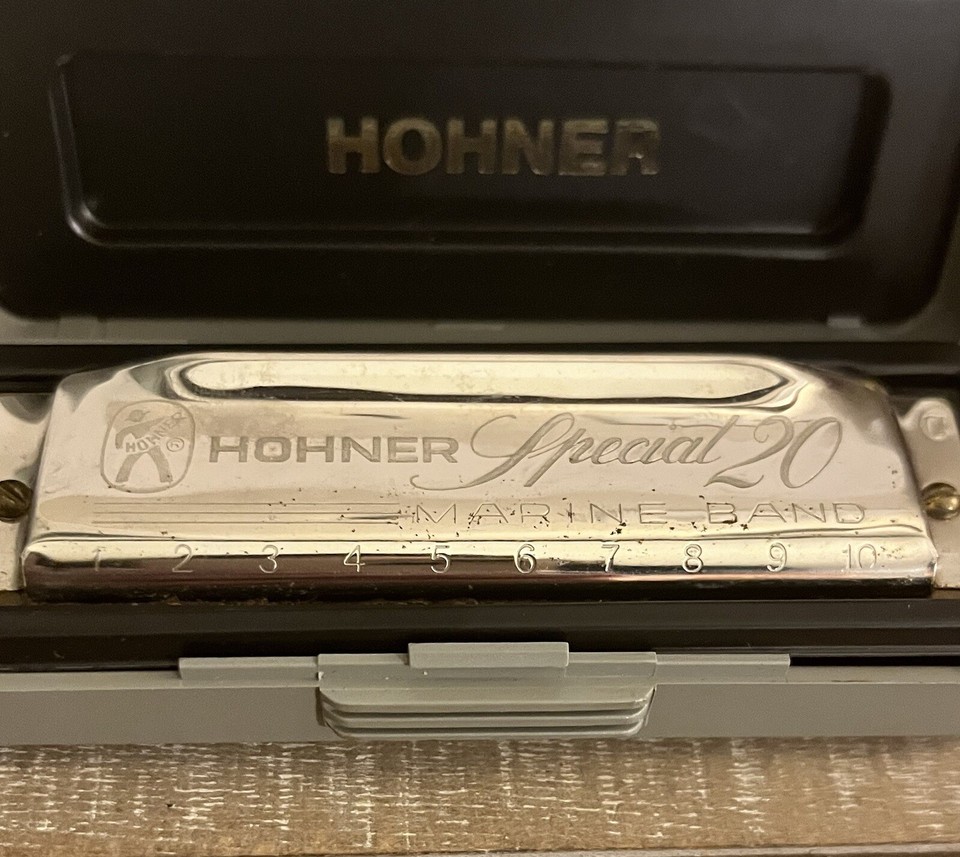 HOHNER
HOHNER
HOHNER Special 20
MARINE BAND
1 2 3 4 5 6 7 8 9 10
C